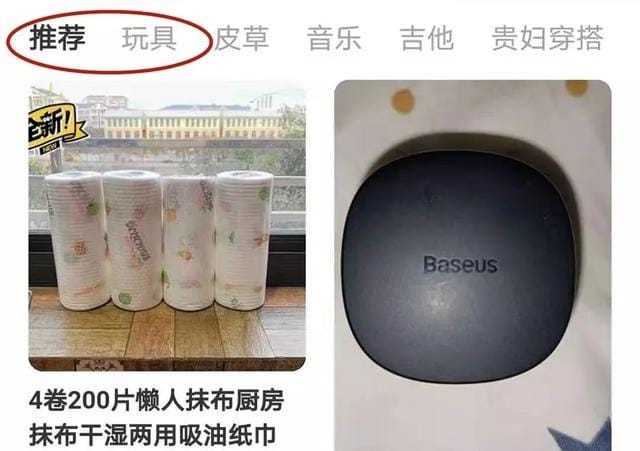 推荐 玩具 皮草 音乐 吉他 贵妇穿搭
全新!
NEW
Baseus
4卷200片懒人抹布厨房
抹布干湿两用吸油纸巾